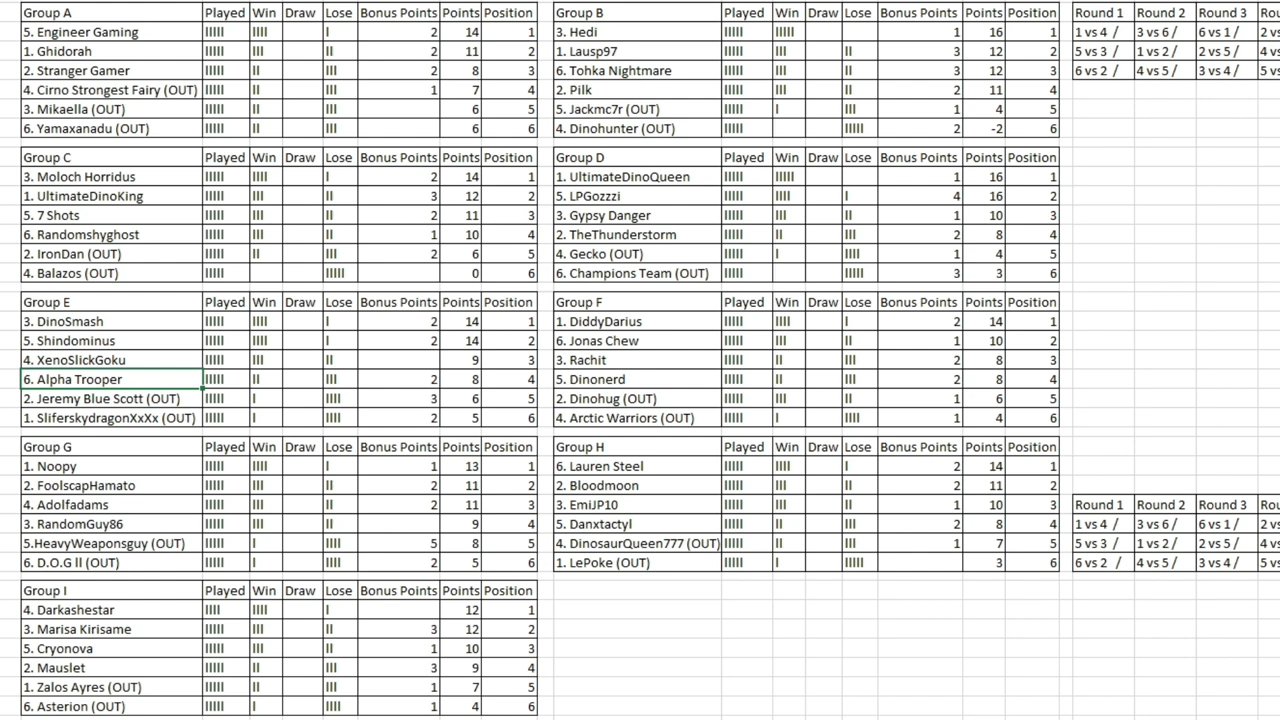 Group A Played Win Draw Lose Bonus Points Points Position
5. Engineer Gaming IIIII IIII I 2 14 1
1. Ghidorah IIIII III II 2 11 2
2. Stranger Gamer IIIII II III 2 8 3
4. Cirno Strongest Fairy (OUT) IIIII II III 1 7 4
3. Mikaella (OUT) IIIII II III 6 5
6. Yamaxanadu (OUT) IIIII II III 6 6
Group B Played Win Draw Lose Bonus Points Points Position
3. Hedi IIIII IIIII 1 16 1
1. Lausp97 IIIII III II 3 12 2
6. Tohka Nightmare IIIII III II 3 12 3
2. Pilk IIIII III II 2 11 4
5. Jackmc7r (OUT) IIIII I III 1 4 5
4. Dinohunter (OUT) IIIII IIIII 2 -2 6
Round 1 Round 2 Round 3 Rou
1 vs 4 / 3 vs 6 / 6 vs 1 / 2 vs
5 vs 3 / 1 vs 2 / 2 vs 5 / 4 vs
6 vs 2 / 4 vs 5 / 3 vs 4 / 5 vs
Group C Played Win Draw Lose Bonus Points Points Position
3. Moloch Horridus IIIII IIII I 2 14 1
1. UltimateDinoKing IIIII III II 3 12 2
5. 7 Shots IIIII III II 2 11 3
6. Randomshyghost IIIII III II 1 10 4
2. IronDan (OUT) IIIII II III 2 6 5
4. Balazos (OUT) IIIII IIIII 0 6
Group D Played Win Draw Lose Bonus Points Points Position
1. UltimateDinoQueen IIIII IIIII 1 16 1
5. LPGozzzi IIIII IIII I 4 16 2
3. Gypsy Danger IIIII III II 1 10 3
2. TheThunderstorm IIIII II III 2 8 4
4. Gecko (OUT) IIIII I IIII 1 4 5
6. Champions Team (OUT) IIIII IIIII 3 3 6
Group E Played Win Draw Lose Bonus Points Points Position
3. DinoSmash IIIII IIII I 2 14 1
5. Shindominus IIIII IIII I 2 14 2
4. XenoSlickGoku IIIII III II 9 3
6. Alpha Trooper IIIII II III 2 8 4
2. Jeremy Blue Scott (OUT) IIIII I IIII 3 6 5
1. SliferskydragonXxXx (OUT) IIIII I IIII 2 5 6
Group F Played Win Draw Lose Bonus Points Points Position
1. DiddyDarius IIIII IIII I 2 14 1
6. Jonas Chew IIIII III II 1 10 2
3. Rachit IIIII II III 2 8 3
5. Dinonerd IIIII II III 2 8 4
2. Dinohug (OUT) IIIII II III 1 6 5
4. Arctic Warriors (OUT) IIIII I IIII 1 4 6
Group G Played Win Draw Lose Bonus Points Points Position
1. Noopy IIIII IIII I 1 13 1
2. FoolscapHamato IIIII III II 2 11 2
4. Adolfadams IIIII III II 2 11 3
3. RandomGuy86 IIIII III II 9 4
5.HeavyWeaponsguy (OUT) IIIII I IIII 5 8 5
6. D.O.G ll (OUT) IIIII I IIII 2 5 6
Group H Played Win Draw Lose Bonus Points Points Position
6. Lauren Steel IIIII IIII I 2 14 1
2. Bloodmoon IIIII III II 2 11 2
3. EmiJP10 IIIII III II 1 10 3
5. Danxtactyl IIIII II III 2 8 4
4. DinosaurQueen777 (OUT) IIIII II III 1 7 5
1. LePoke (OUT) IIIII I IIIII 3 6
Round 1 Round 2 Round 3 Rou
1 vs 4 / 3 vs 6 / 6 vs 1 / 2 vs
5 vs 3 / 1 vs 2 / 2 vs 5 / 4 vs
6 vs 2 / 4 vs 5 / 3 vs 4 / 5 vs
Group I Played Win Draw Lose Bonus Points Points Position
4. Darkashestar IIII IIII I 12 1
3. Marisa Kirisame IIIII III II 3 12 2
5. Cryonova IIIII III II 1 10 3
2. Mauslet IIIII II III 3 9 4
1. Zalos Ayres (OUT) IIIII II III 1 7 5
6. Asterion (OUT) IIIII I IIII 1 4 6